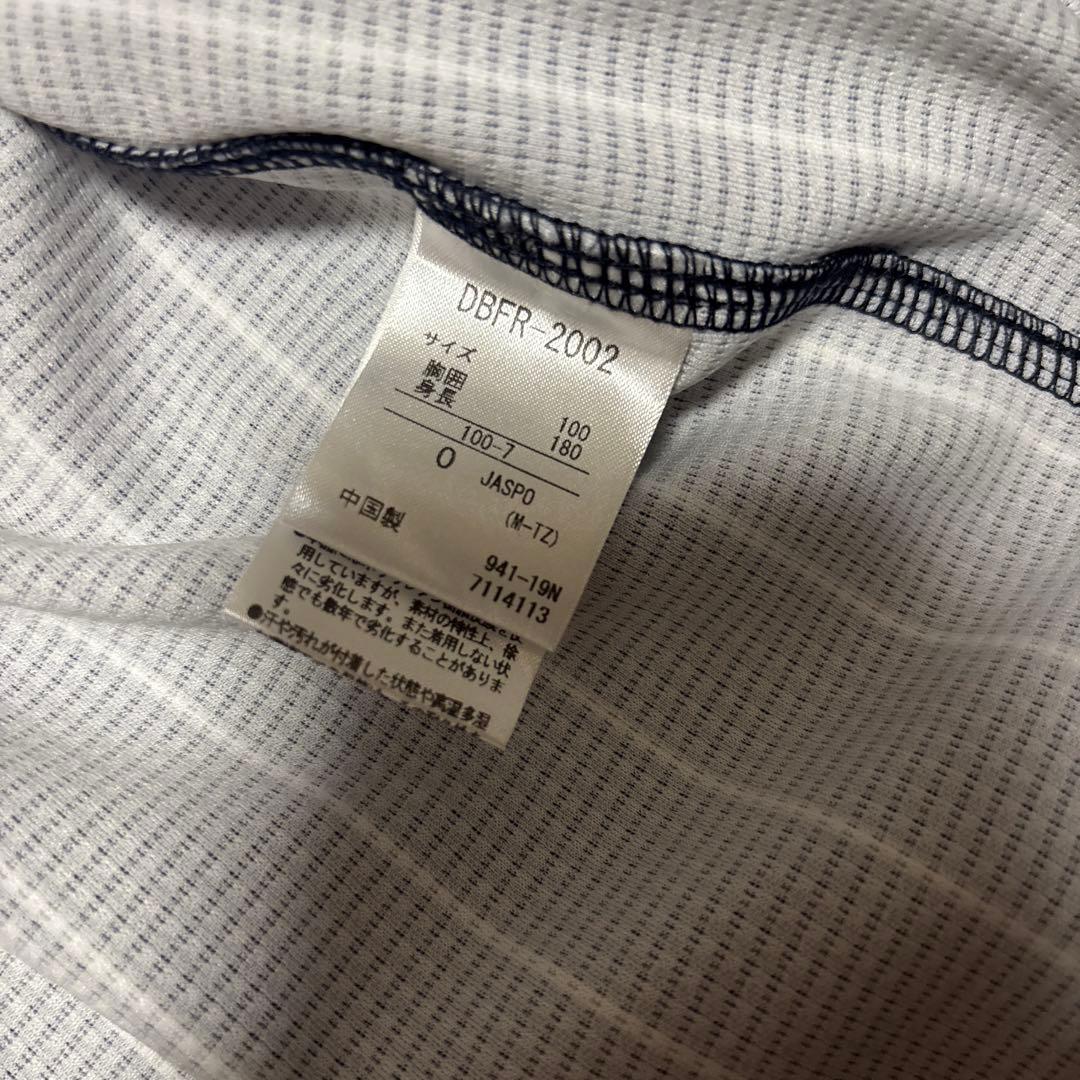 DBFR-2002
サイズ
胸囲 100
身長 180
100-7
O JASPO
(M-TZ)
中国製
941-19N
7114113
用していますが、素材の特性上、徐
々に劣化します。また着用しない状
態でも数年で劣化することがありま
す。
●汗や汚れが付着した状態や高温多湿